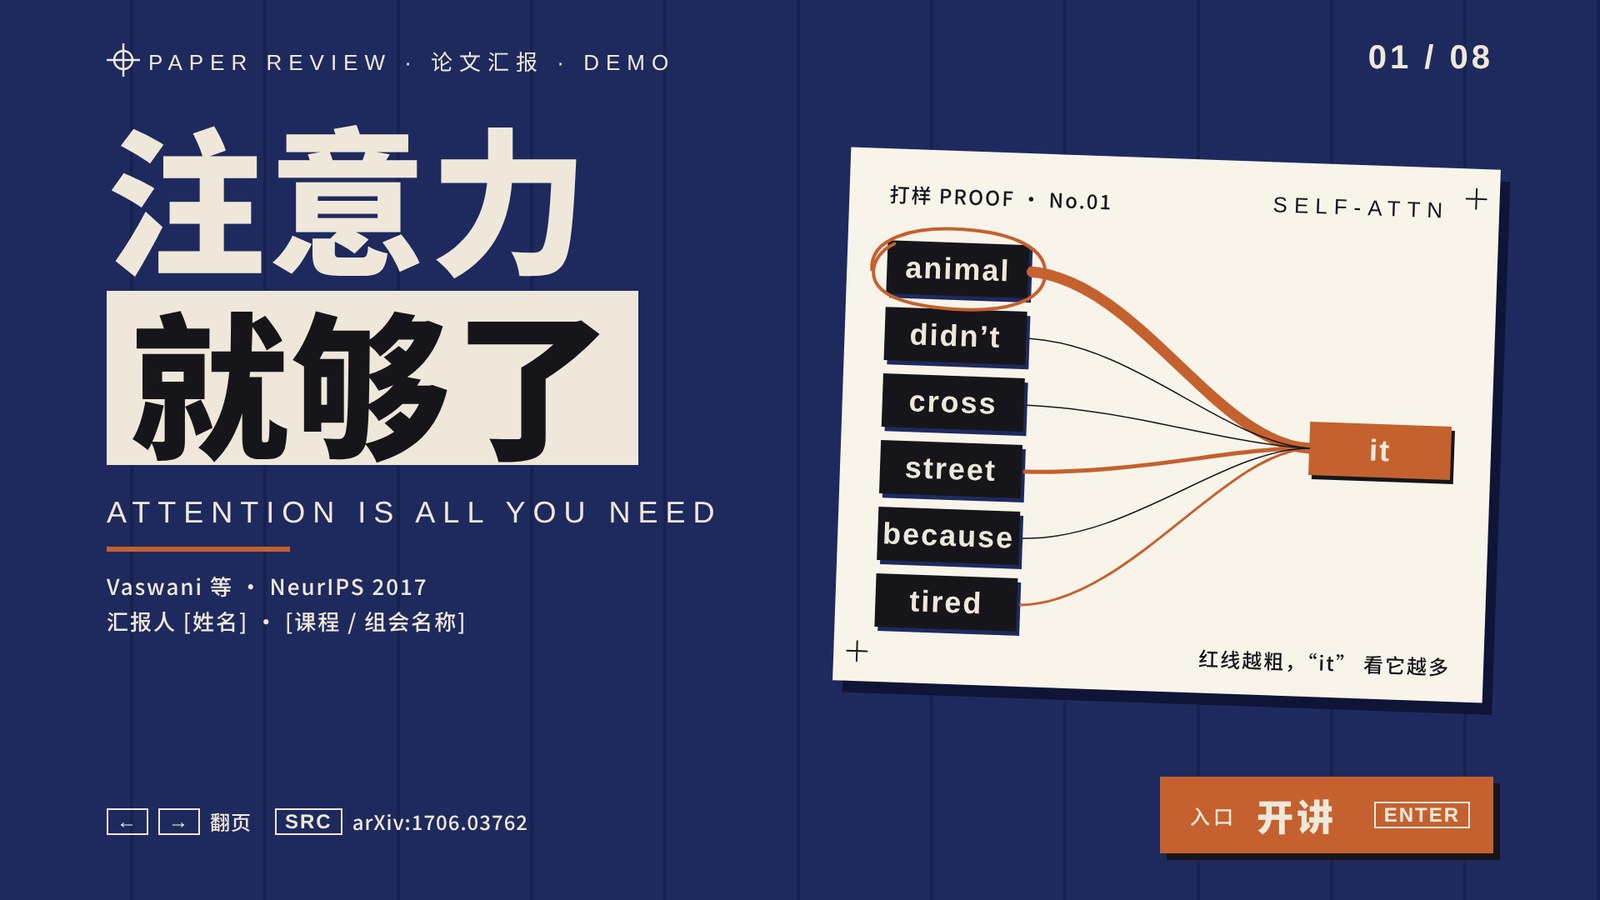 PAPER REVIEW · 论文汇报 · DEMO
01 / 08
注意力
就够了
ATTENTION IS ALL YOU NEED
Vaswani 等 · NeurIPS 2017
汇报人 [姓名] · [课程 / 组会名称]
打样 PROOF · No.01
SELF-ATTN
animal
didn’t
cross
street
because
tired
it
红线越粗，“it” 看它越多
← → 翻页 SRC arXiv:1706.03762
入口 开讲 ENTER